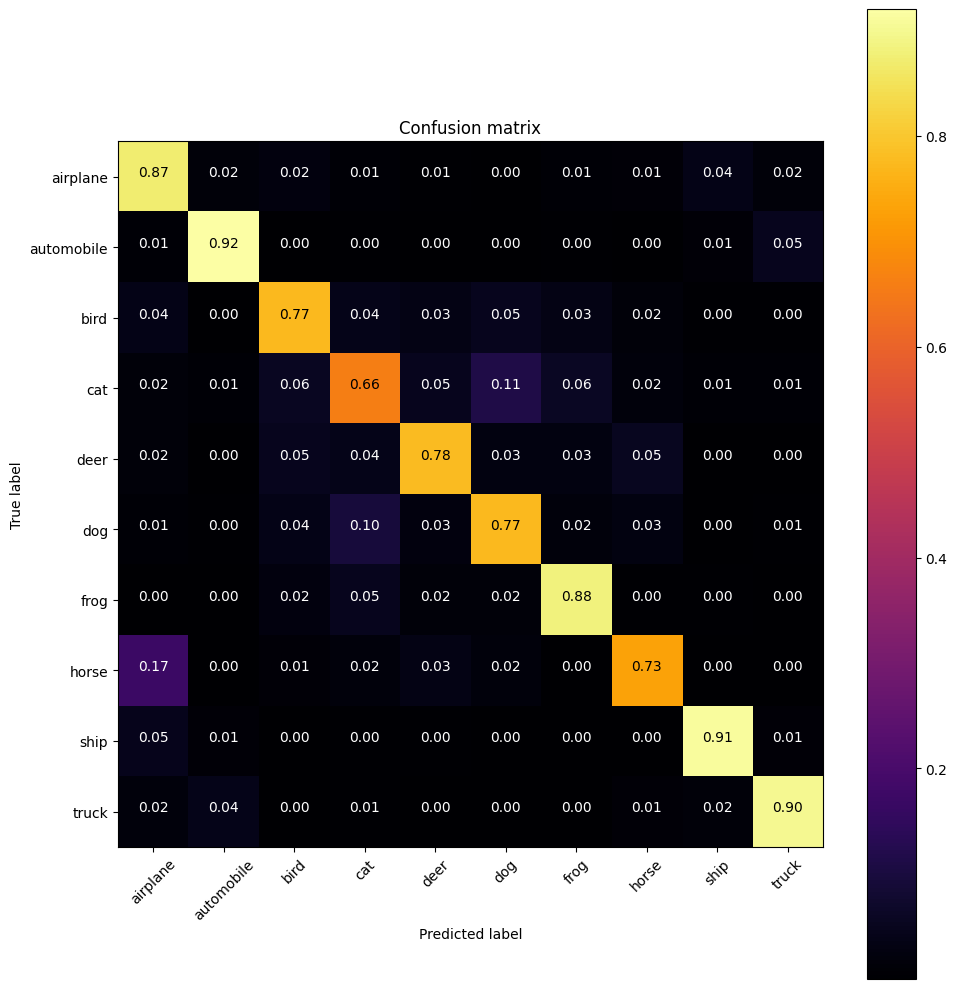 Confusion matrix
airplane 0.87 0.02 0.02 0.01 0.01 0.00 0.01 0.01 0.04 0.02
automobile 0.01 0.92 0.00 0.00 0.00 0.00 0.00 0.00 0.01 0.05
bird 0.04 0.00 0.77 0.04 0.03 0.05 0.03 0.02 0.00 0.00
cat 0.02 0.01 0.06 0.66 0.05 0.11 0.06 0.02 0.01 0.01
deer 0.02 0.00 0.05 0.04 0.78 0.03 0.03 0.05 0.00 0.00
dog 0.01 0.00 0.04 0.10 0.03 0.77 0.02 0.03 0.00 0.01
frog 0.00 0.00 0.02 0.05 0.02 0.02 0.88 0.00 0.00 0.00
horse 0.17 0.00 0.01 0.02 0.03 0.02 0.00 0.73 0.00 0.00
ship 0.05 0.01 0.00 0.00 0.00 0.00 0.00 0.00 0.91 0.01
truck 0.02 0.04 0.00 0.01 0.00 0.00 0.00 0.01 0.02 0.90
True label
airplane automobile bird cat deer dog frog horse ship truck
Predicted label
0.8
0.6
0.4
0.2